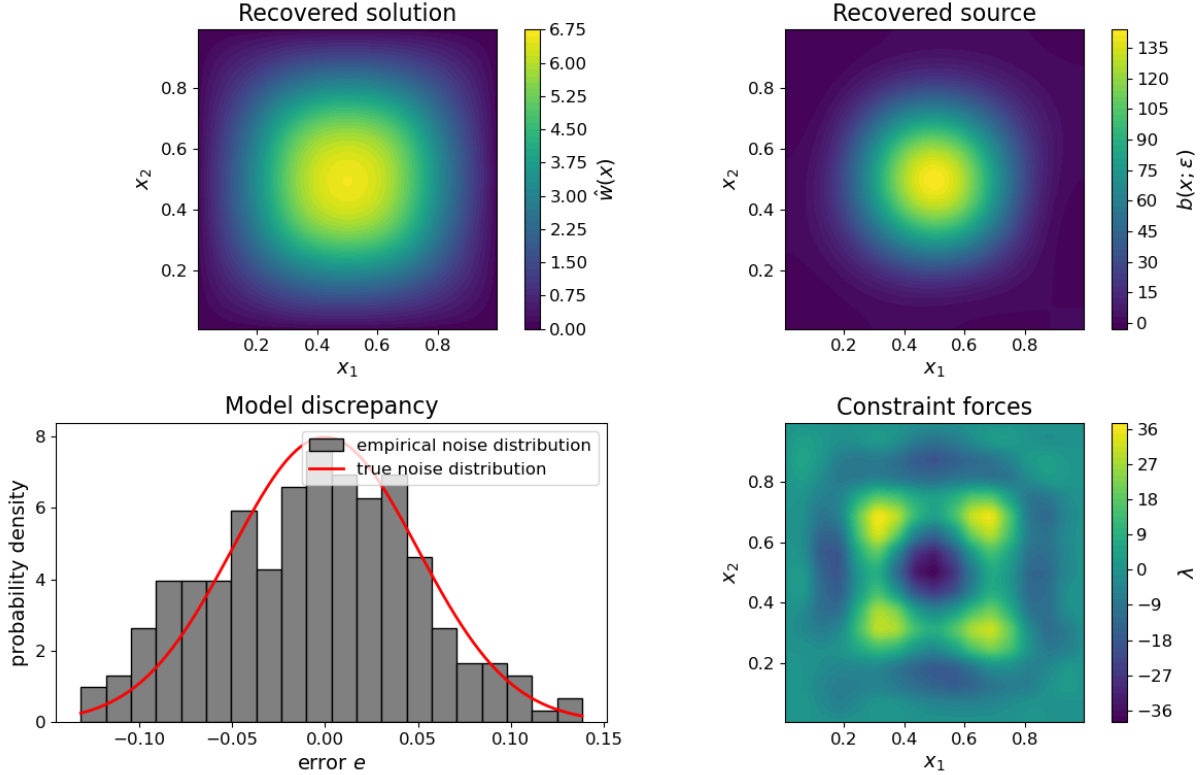 Recovered solution
0.8
0.6
0.4
0.2
x₂
0.2 0.4 0.6 0.8
x₁
6.75
6.00
5.25
4.50
3.75
3.00
2.25
1.50
0.75
0.00
ŵ(x)
Recovered source
0.8
0.6
0.4
0.2
x₂
0.2 0.4 0.6 0.8
x₁
135
120
105
90
75
60
45
30
15
0
b(x; ε)
Model discrepancy
empirical noise distribution
true noise distribution
8
6
4
2
0
probability density
−0.10 −0.05 0.00 0.05 0.10 0.15
error e
Constraint forces
0.8
0.6
0.4
0.2
x₂
0.2 0.4 0.6 0.8
x₁
36
27
18
9
0
−9
−18
−27
−36
λ